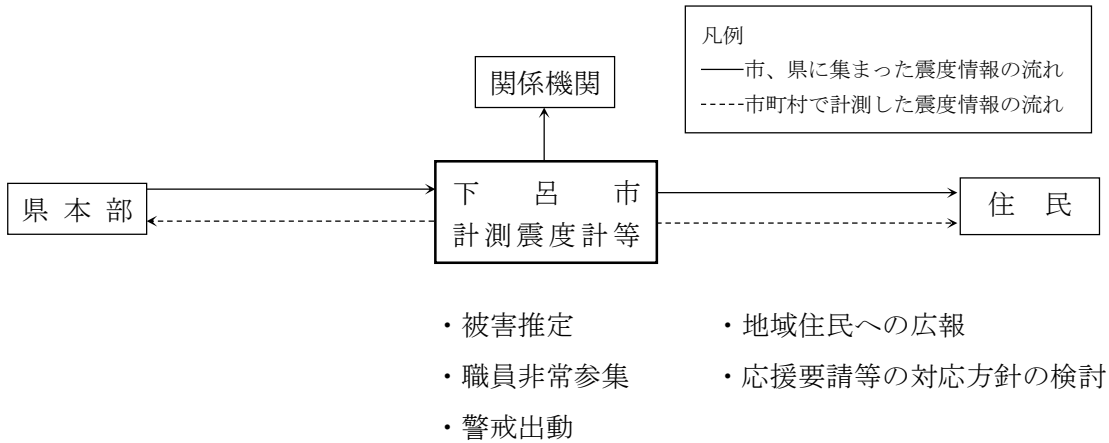 凡例
市、県に集まった震度情報の流れ
市町村で計測した震度情報の流れ
関係機関
県本部
下呂市
計測震度計等
住民
・被害推定
・職員非常参集
・警戒出動
・地域住民への広報
・応援要請等の対応方針の検討